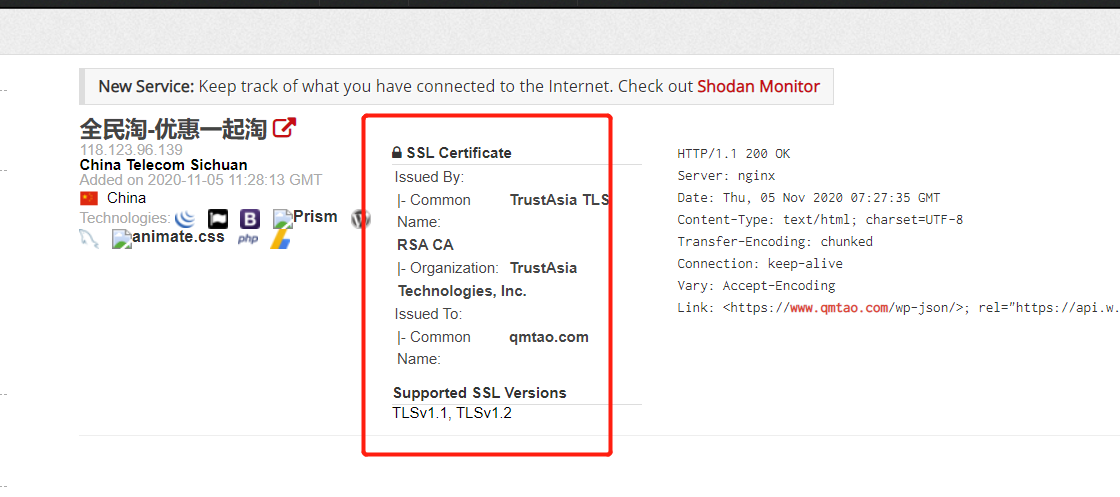 New Service: Keep track of what you have connected to the Internet. Check out Shodan Monitor
全民淘-优惠一起淘
118.123.96.139
China Telecom Sichuan
Added on 2020-11-05 11:28:13 GMT
China
Technologies:
Prism
animate.css
php
SSL Certificate
Issued By:
|- Common Name: TrustAsia TLS
RSA CA
|- Organization: TrustAsia
Technologies, Inc.
Issued To:
|- Common Name: qmtao.com
Supported SSL Versions
TLSv1.1, TLSv1.2
HTTP/1.1 200 OK
Server: nginx
Date: Thu, 05 Nov 2020 07:27:35 GMT
Content-Type: text/html; charset=UTF-8
Transfer-Encoding: chunked
Connection: keep-alive
Vary: Accept-Encoding
Link: <https://www.qmtao.com/wp-json/>; rel="https://api.w.